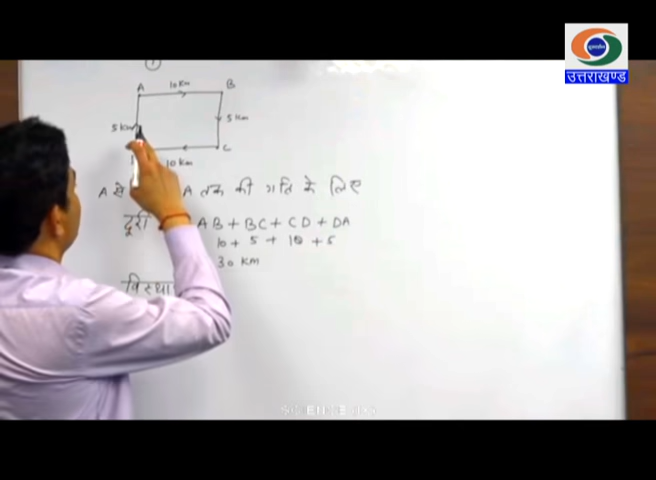 1
A 10 Km B
5 km 5 km
10 Km C
A से A तक की गति के लिए
दूरी AB + BC + CD + DA
10 + 5 + 10 + 5
30 KM
विस्था
उत्तराखण्ड